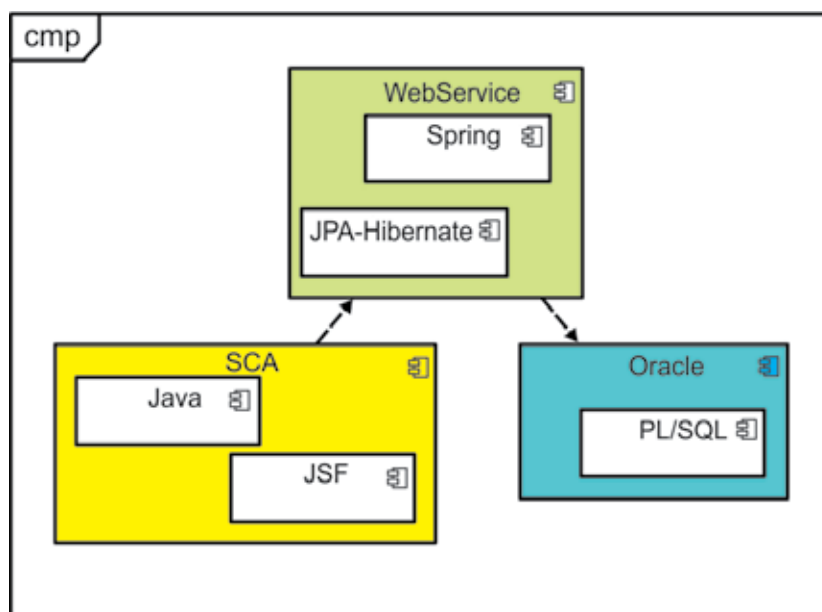 cmp
WebService
Spring
JPA-Hibernate
SCA
Java
JSF
Oracle
PL/SQL